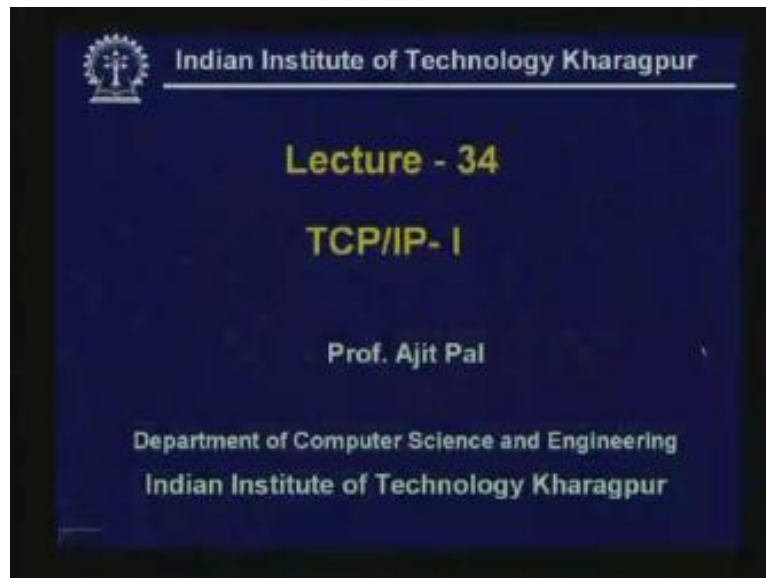 Indian Institute of Technology Kharagpur
Lecture - 34
TCP/IP- I
Prof. Ajit Pal
Department of Computer Science and Engineering
Indian Institute of Technology Kharagpur